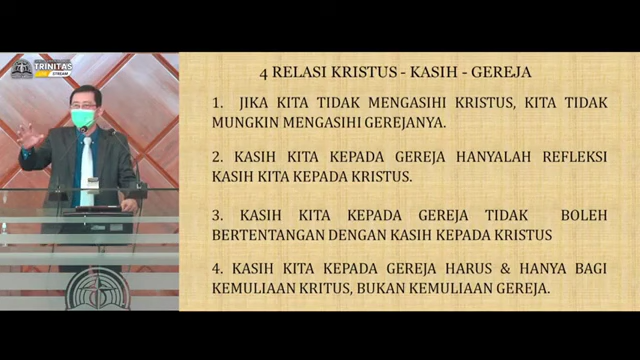 TRINITAS
STREAM
4 RELASI KRISTUS - KASIH - GEREJA
1. JIKA KITA TIDAK MENGASIHI KRISTUS, KITA TIDAK
MUNGKIN MENGASIHI GEREJANYA.
2. KASIH KITA KEPADA GEREJA HANYALAH REFLEKSI
KASIH KITA KEPADA KRISTUS.
3. KASIH KITA KEPADA GEREJA TIDAK BOLEH
BERTENTANGAN DENGAN KASIH KEPADA KRISTUS
4. KASIH KITA KEPADA GEREJA HARUS & HANYA BAGI
KEMULIAAN KRITUS, BUKAN KEMULIAAN GEREJA.